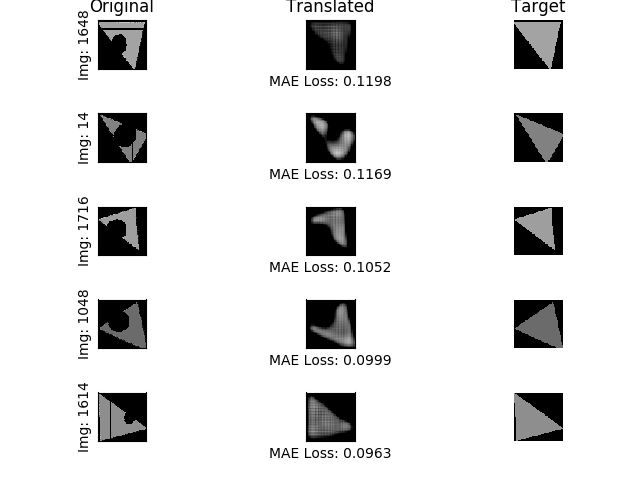 Original Translated Target
Img: 1648
MAE Loss: 0.1198
Img: 14
MAE Loss: 0.1169
Img: 1716
MAE Loss: 0.1052
Img: 1048
MAE Loss: 0.0999
Img: 1614
MAE Loss: 0.0963